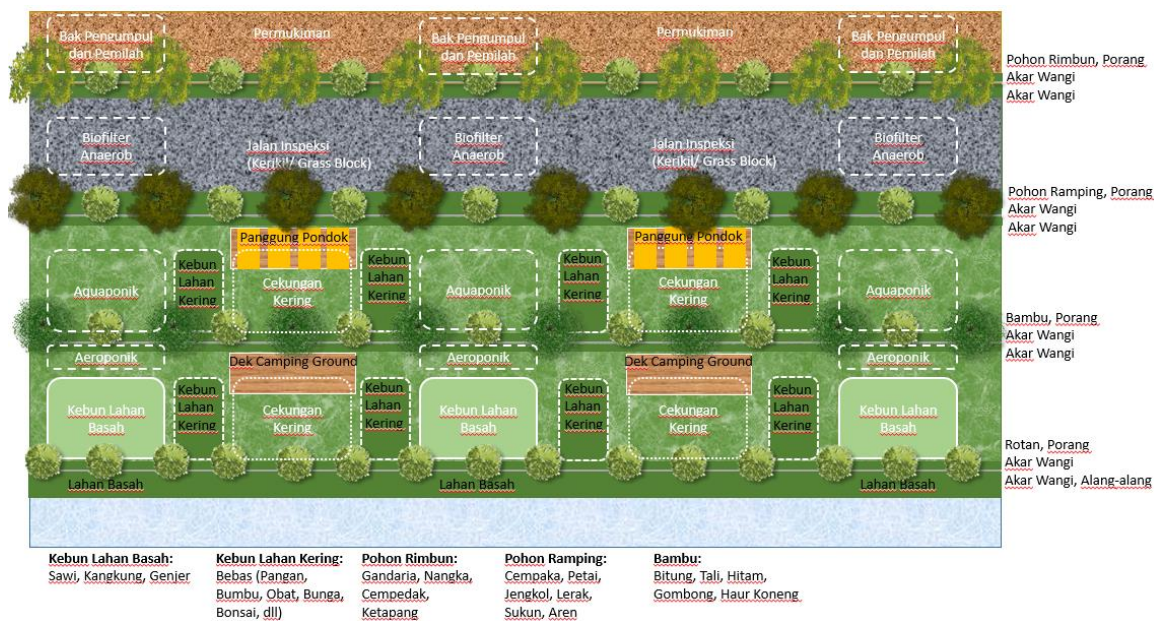 Bak Pengumpul
dan Pemilah
Permukiman
Bak Pengumpul
dan Pemilah
Permukiman
Bak Pengumpul
dan Pemilah
Pohon Rimbun, Porang
Akar Wangi
Akar Wangi
Biofilter
Anaerob
Jalan Inspeksi
(Kerikil/ Grass Block)
Biofilter
Anaerob
Jalan Inspeksi
(Kerikil/ Grass Block)
Biofilter
Anaerob
Pohon Ramping, Porang
Akar Wangi
Akar Wangi
Aquaponik
Kebun
Lahan
Kering
Panggung Pondok
Cekungan
Kering
Kebun
Lahan
Kering
Aquaponik
Kebun
Lahan
Kering
Panggung Pondok
Cekungan
Kering
Kebun
Lahan
Kering
Aquaponik
Bambu, Porang
Akar Wangi
Akar Wangi
Aeroponik
Dek Camping Ground
Aeroponik
Dek Camping Ground
Aeroponik
Kebun Lahan
Basah
Kebun
Lahan
Kering
Cekungan
Kering
Kebun
Lahan
Kering
Kebun Lahan
Basah
Kebun
Lahan
Kering
Cekungan
Kering
Kebun
Lahan
Kering
Kebun Lahan
Basah
Rotan, Porang
Akar Wangi
Akar Wangi, Alang-alang
Lahan Basah
Lahan Basah
Lahan Basah
Kebun Lahan Basah:
Sawi, Kangkung, Genjer
Kebun Lahan Kering:
Bebas (Pangan,
Bumbu, Obat, Bunga,
Bonsai, dll)
Pohon Rimbun:
Gandaria, Nangka,
Cempedak,
Ketapang
Pohon Ramping:
Cempaka, Petai,
Jengkol, Lerak,
Sukun, Aren
Bambu:
Bitung, Tali, Hitam,
Gombong, Haur Koneng